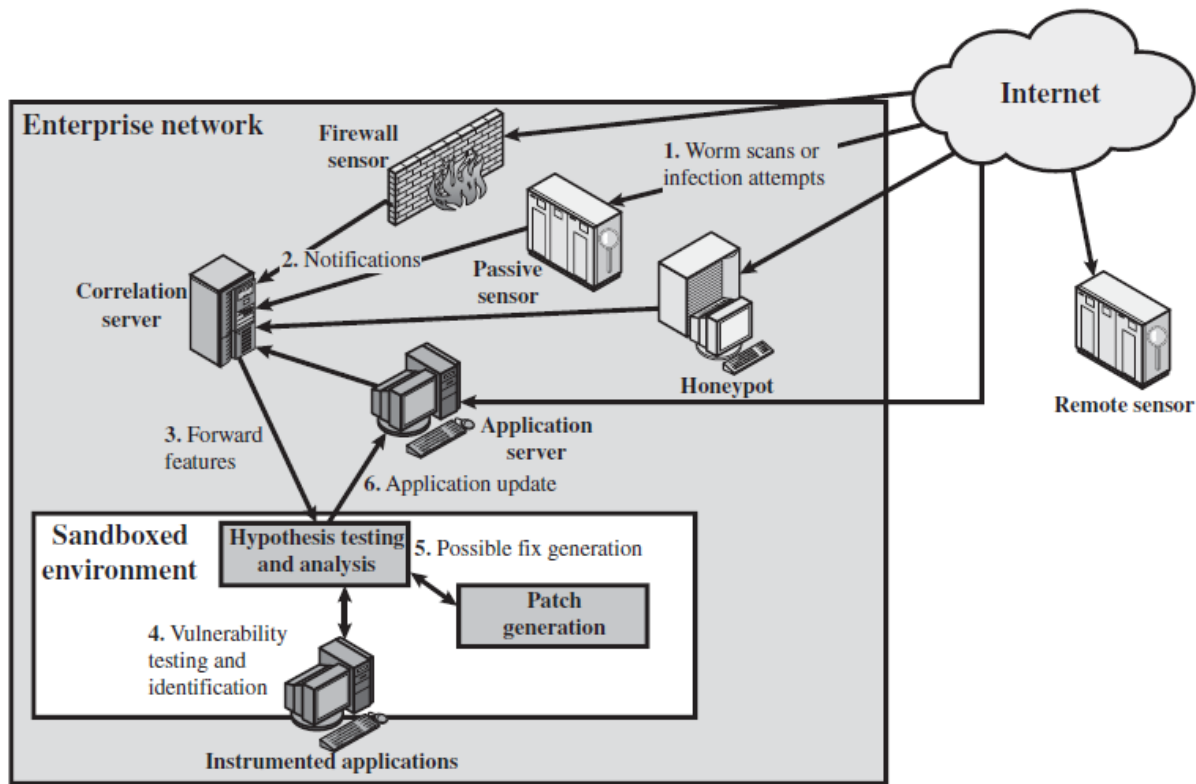 Internet
Enterprise network
Firewall
sensor
1. Worm scans or
infection attempts
2. Notifications
Passive
sensor
Correlation
server
Honeypot
Remote sensor
Application
server
3. Forward
features
6. Application update
Sandboxed
environment
Hypothesis testing
and analysis
5. Possible fix generation
Patch
generation
4. Vulnerability
testing and
identification
Instrumented applications